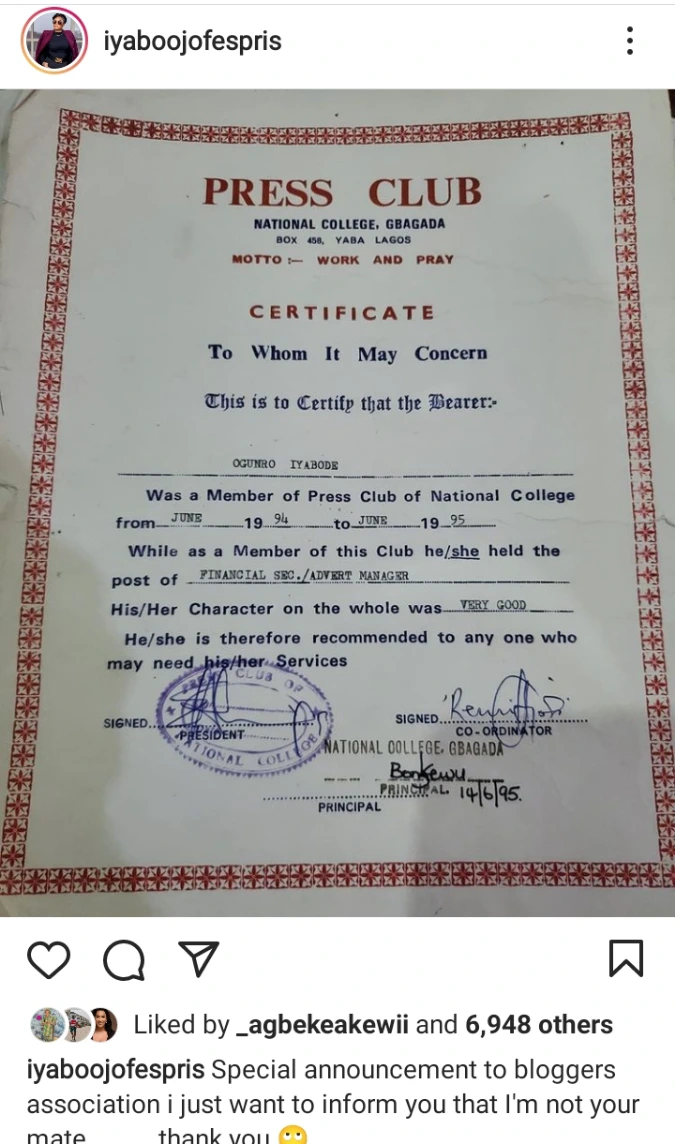 iyaboojofespris
PRESS CLUB
NATIONAL COLLEGE, GBAGADA
BOX 458, YABA LAGOS
MOTTO :— WORK AND PRAY
CERTIFICATE
To Whom It May Concern
This is to Certify that the Bearer:-
OGUNRO IYABODE
Was a Member of Press Club of National College
from JUNE 19 94 to JUNE 19 95
While as a Member of this Club he/she held the
post of FINANCIAL SEC./ADVERT MANAGER
His/Her Character on the whole was VERY GOOD
He/she is therefore recommended to any one who
may need his/her Services
PRESS CLUB OF
NATIONAL COLLEGE
SIGNED
PRESIDENT
SIGNED
CO-ORDINATOR
NATIONAL COLLEGE, GBAGADA
PRINCIPAL 14/6/95.
PRINCIPAL
Liked by _agbekeakewii and 6,948 others
iyaboojofespris Special announcement to bloggers
association i just want to inform you that I'm not your
mate thank you 🙄